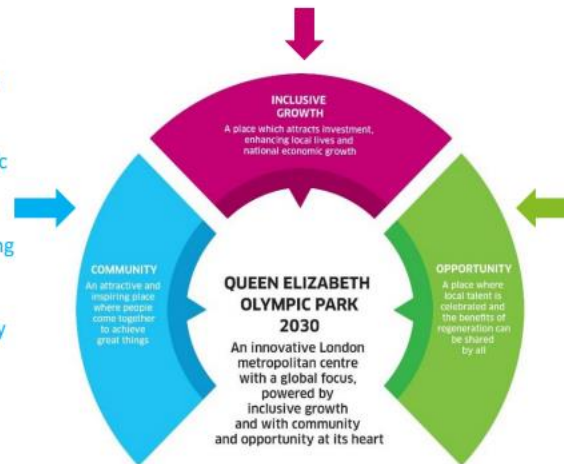 INCLUSIVE
GROWTH
A place which attracts investment,
enhancing local lives and
national economic growth
COMMUNITY
An attractive and
inspiring place
where people
come together
to achieve
great things
QUEEN ELIZABETH
OLYMPIC PARK
2030
An innovative London
metropolitan centre
with a global focus,
powered by
inclusive growth
and with community
and opportunity at its heart
OPPORTUNITY
A place where
local talent is
celebrated and
the benefits of
regeneration can
be shared
by all